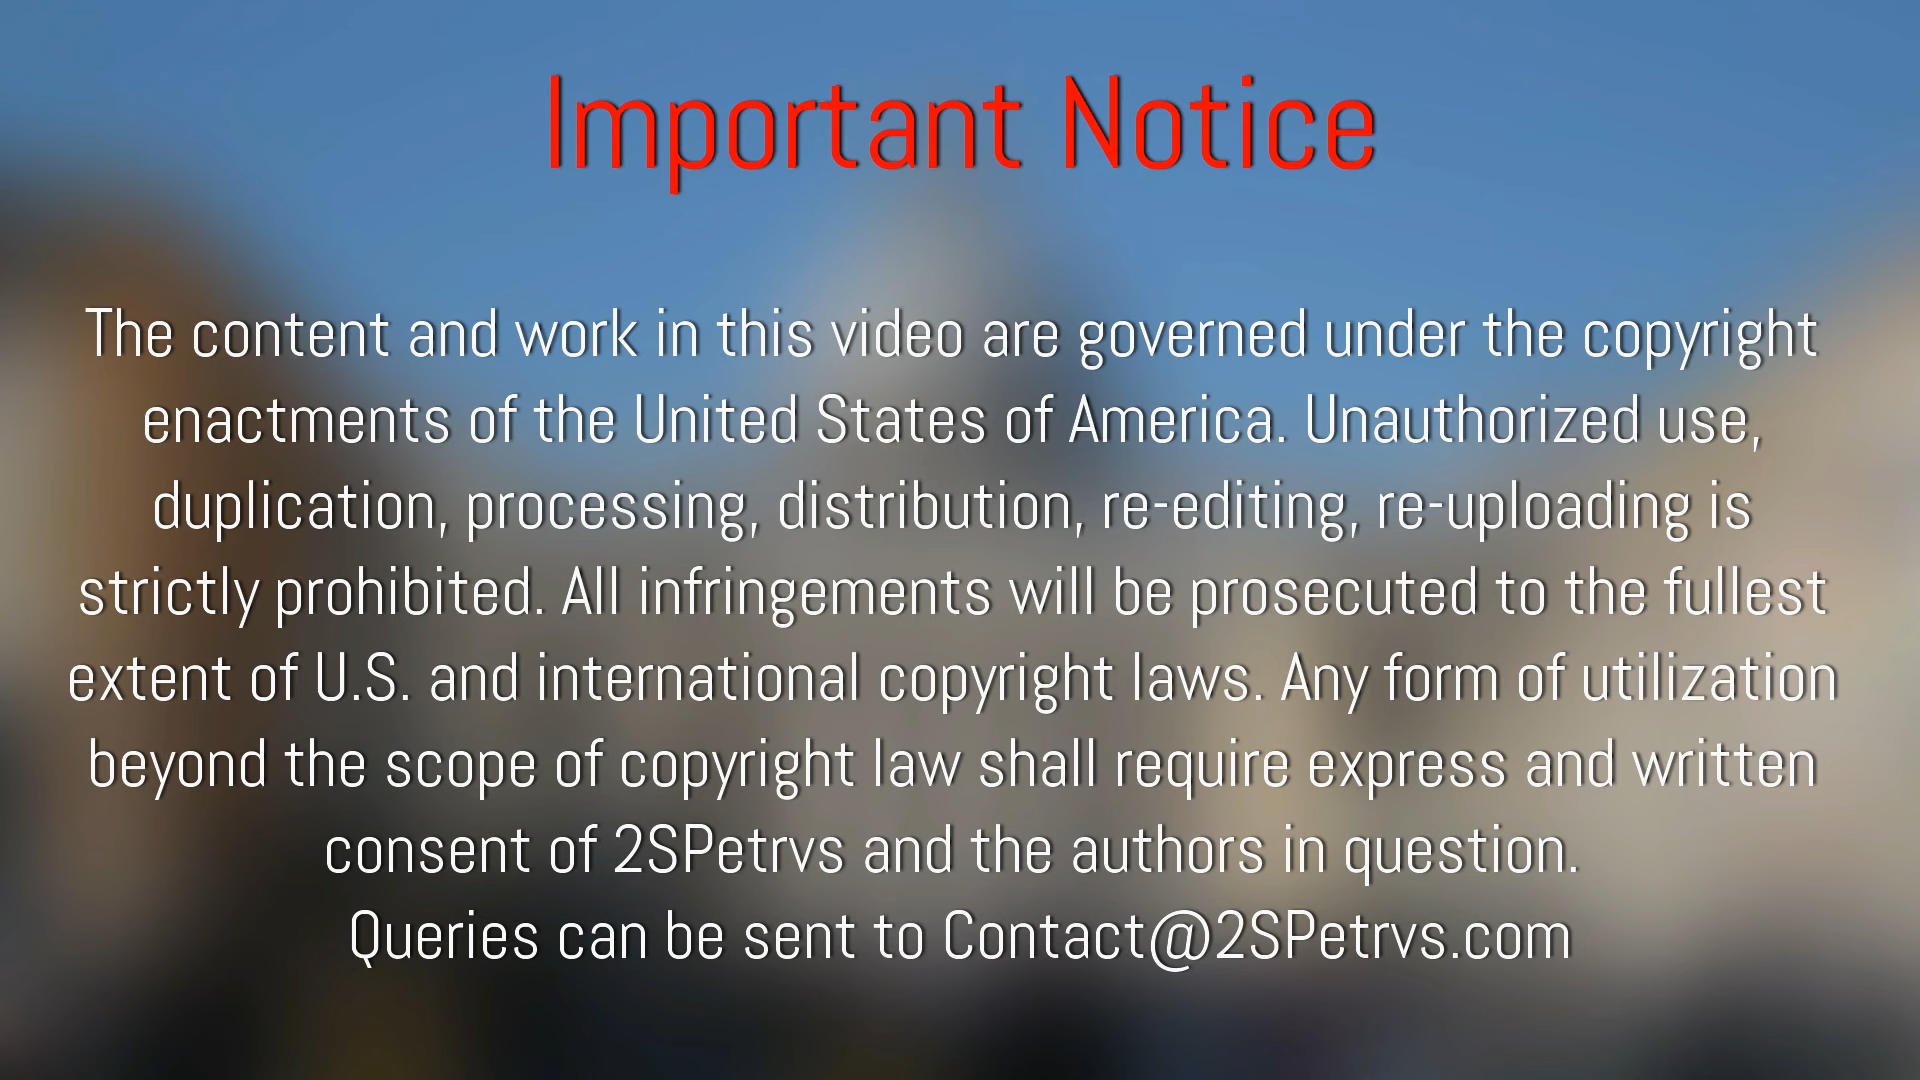 Important Notice
The content and work in this video are governed under the copyright
enactments of the United States of America. Unauthorized use,
duplication, processing, distribution, re-editing, re-uploading is
strictly prohibited. All infringements will be prosecuted to the fullest
extent of U.S. and international copyright laws. Any form of utilization
beyond the scope of copyright law shall require express and written
consent of 2SPetrvs and the authors in question.
Queries can be sent to Contact@2SPetrvs.com